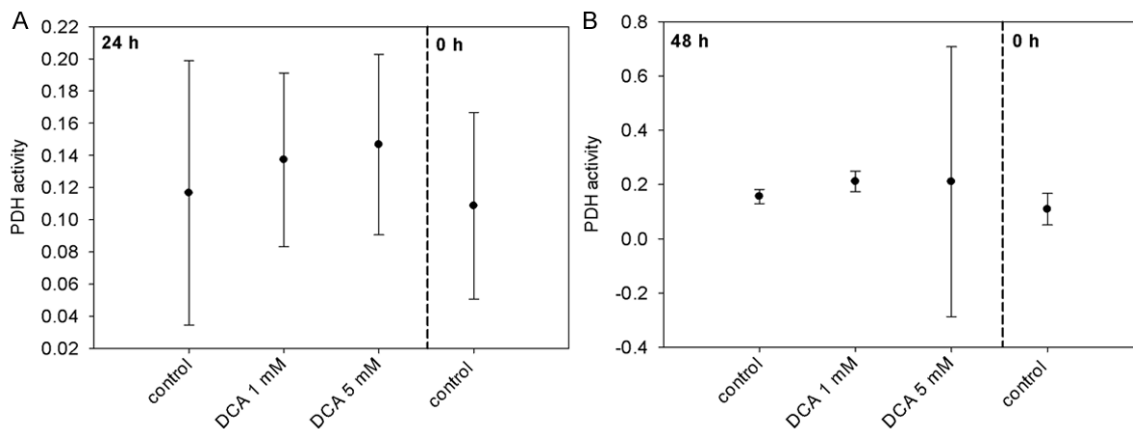 A
24 h
0 h
PDH activity
0.22
0.20
0.18
0.16
0.14
0.12
0.10
0.08
0.06
0.04
0.02
control
DCA 1 mM
DCA 5 mM
control
B
48 h
0 h
PDH activity
0.8
0.6
0.4
0.2
0.0
-0.2
-0.4
control
DCA 1 mM
DCA 5 mM
control